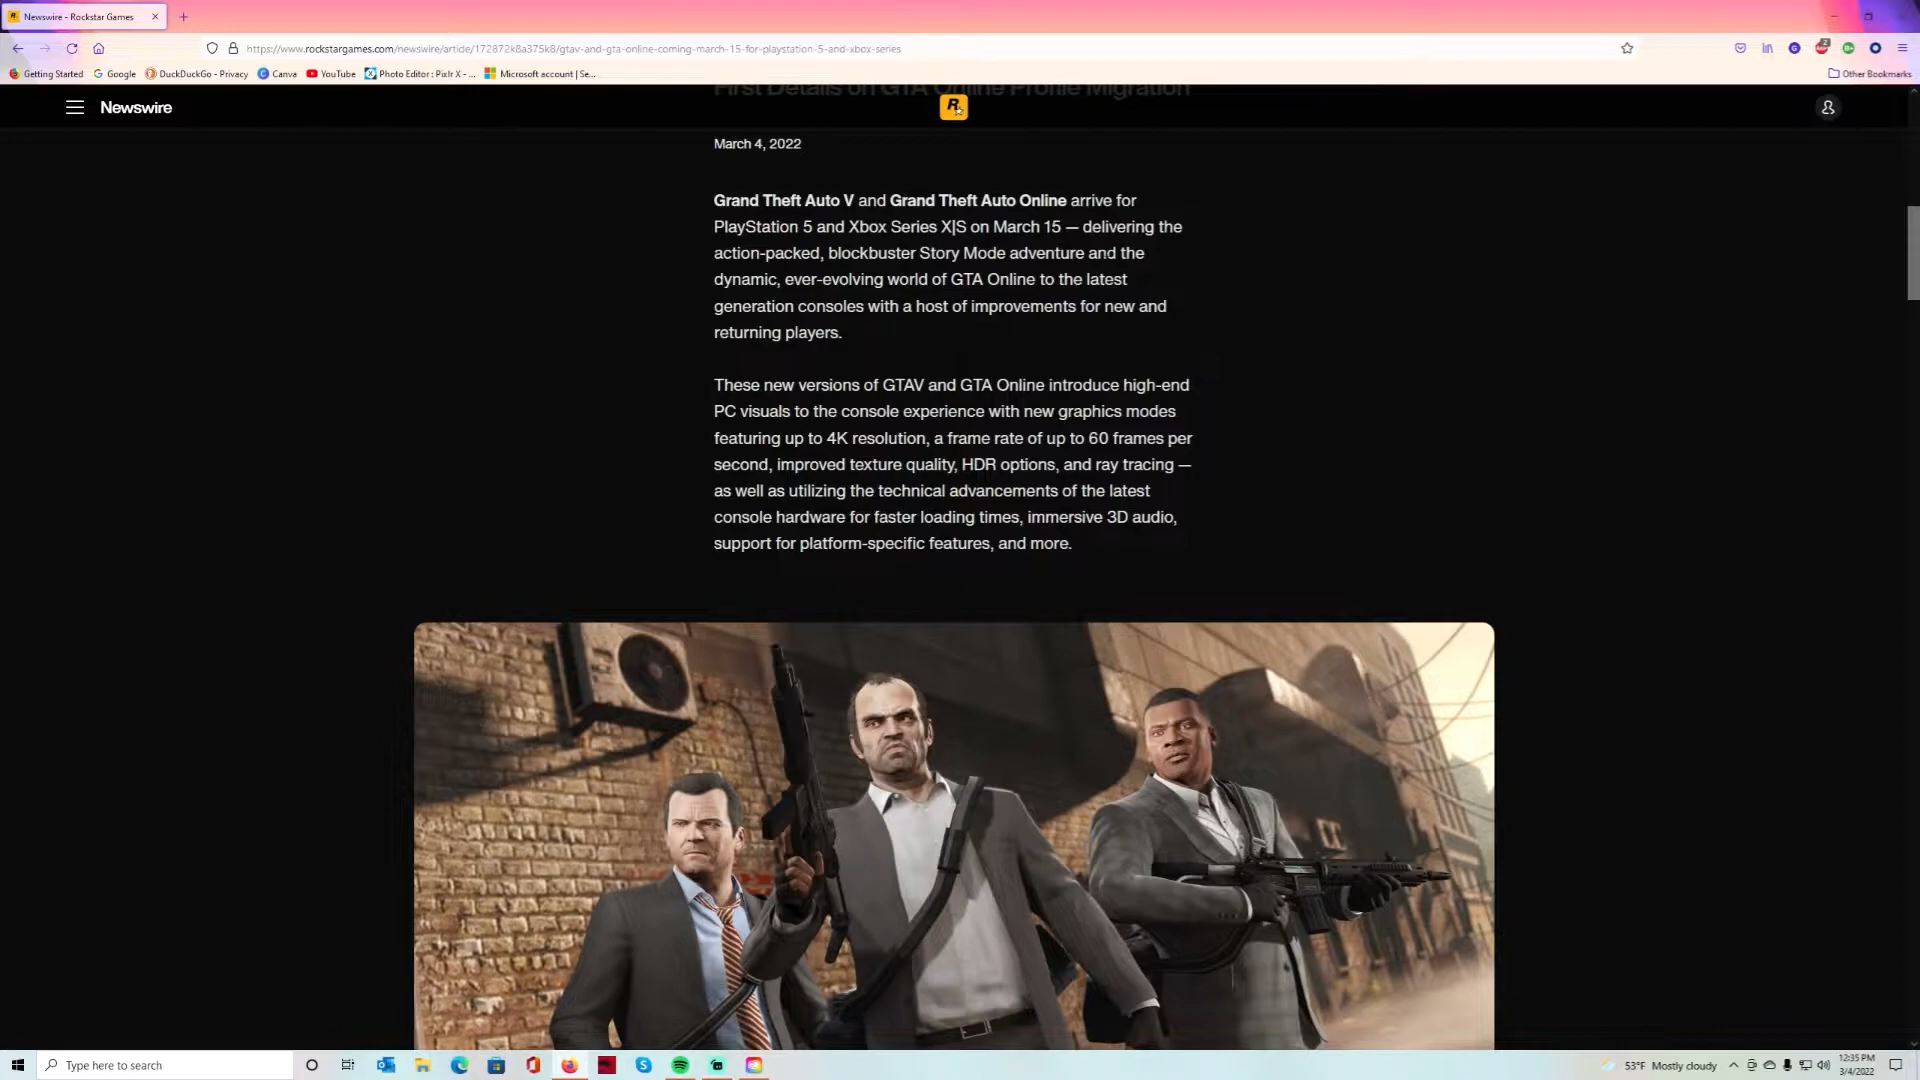 Newswire - Rockstar Games
https://www.rockstargames.com/newswire/article/172872k8a375k8/gtav-and-gta-online-coming-march-15-for-playstation-5-and-xbox-series
2
Getting Started Google DuckDuckGo - Privacy Canva YouTube Photo Editor : Pixlr X - ... Microsoft account | Se... Other Bookmarks
First Details on GTA Online Profile Migration
Newswire
R
March 4, 2022
Grand Theft Auto V and Grand Theft Auto Online arrive for
PlayStation 5 and Xbox Series X|S on March 15 — delivering the
action-packed, blockbuster Story Mode adventure and the
dynamic, ever-evolving world of GTA Online to the latest
generation consoles with a host of improvements for new and
returning players.
These new versions of GTAV and GTA Online introduce high-end
PC visuals to the console experience with new graphics modes
featuring up to 4K resolution, a frame rate of up to 60 frames per
second, improved texture quality, HDR options, and ray tracing —
as well as utilizing the technical advancements of the latest
console hardware for faster loading times, immersive 3D audio,
support for platform-specific features, and more.
Type here to search
53°F Mostly cloudy
12:35 PM
3/4/2022